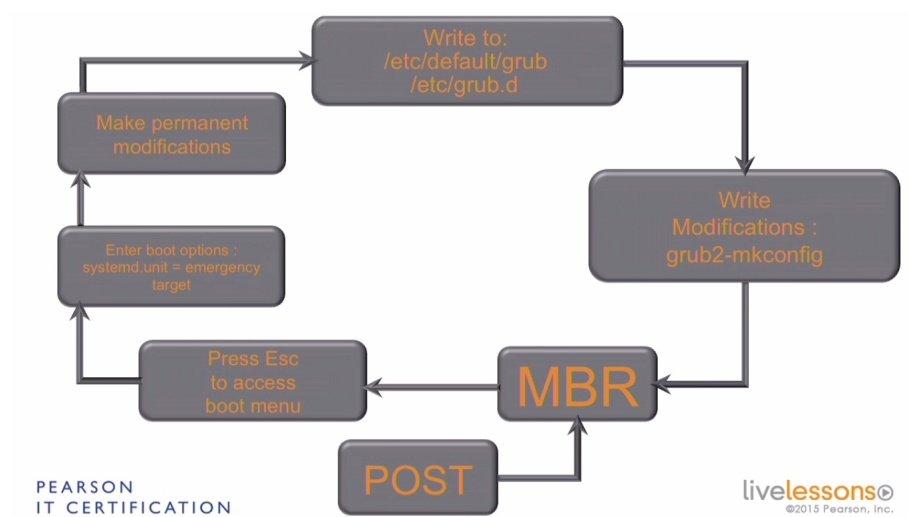 Write to:
/etc/default/grub
/etc/grub.d
Make permanent
modifications
Write
Modifications :
grub2-mkconfig
Enter boot options :
systemd.unit = emergency
target
Press Esc
to access
boot menu
MBR
POST
PEARSON
IT CERTIFICATION
livelessons
©2015 Pearson, Inc.